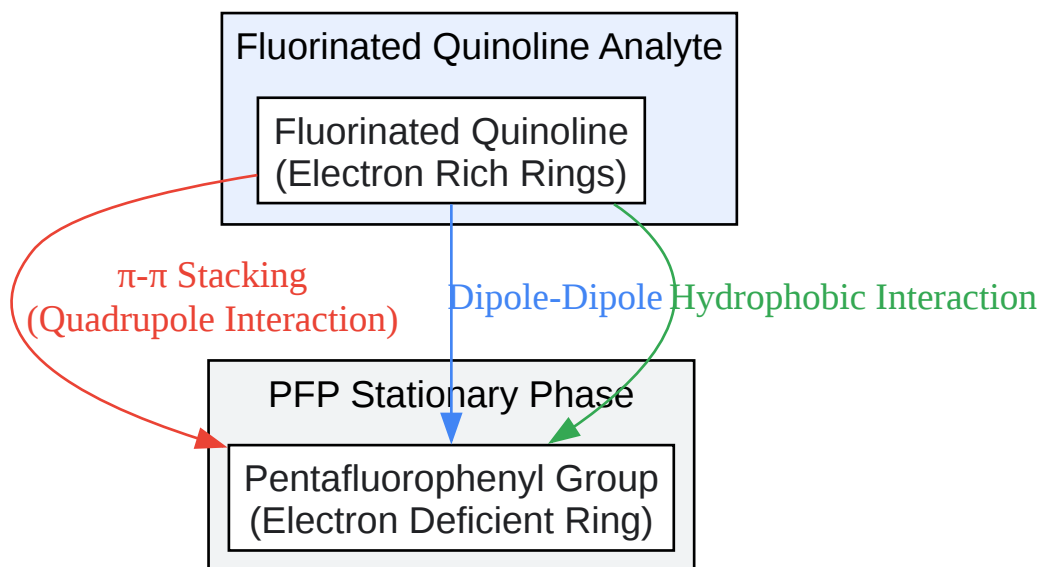 Fluorinated Quinoline Analyte
Fluorinated Quinoline
(Electron Rich Rings)
π-π Stacking
(Quadrupole Interaction)
Dipole-Dipole
Hydrophobic Interaction
PFP Stationary Phase
Pentafluorophenyl Group
(Electron Deficient Ring)